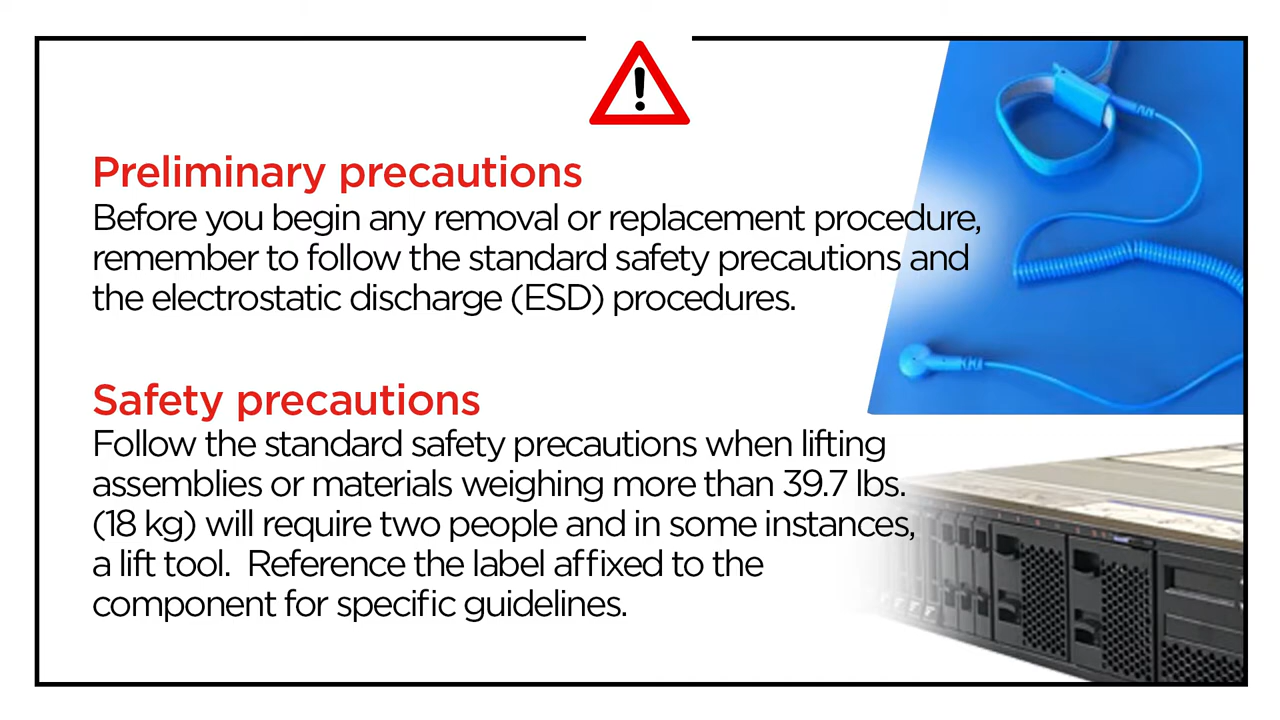 Preliminary precautions
Before you begin any removal or replacement procedure,
remember to follow the standard safety precautions and
the electrostatic discharge (ESD) procedures.
Safety precautions
Follow the standard safety precautions when lifting
assemblies or materials weighing more than 39.7 lbs.
(18 kg) will require two people and in some instances,
a lift tool.  Reference the label affixed to the
component for specific guidelines.